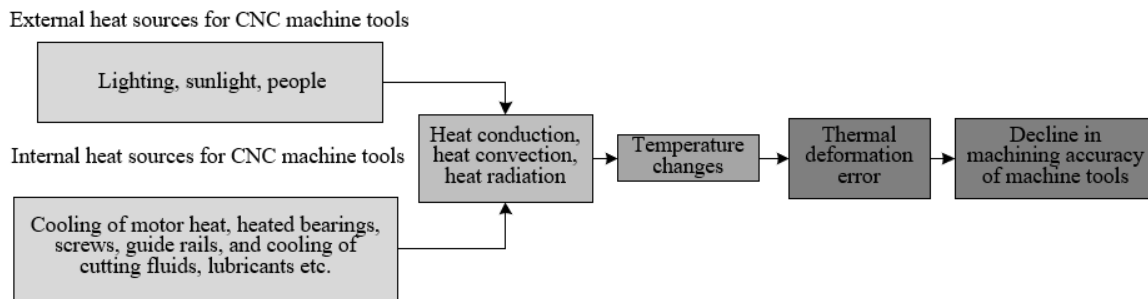 External heat sources for CNC machine tools
Lighting, sunlight, people
Internal heat sources for CNC machine tools
Cooling of motor heat, heated bearings,
screws, guide rails, and cooling of
cutting fluids, lubricants etc.
Heat conduction,
heat convection,
heat radiation
Temperature
changes
Thermal
deformation
error
Decline in
machining accuracy
of machine tools